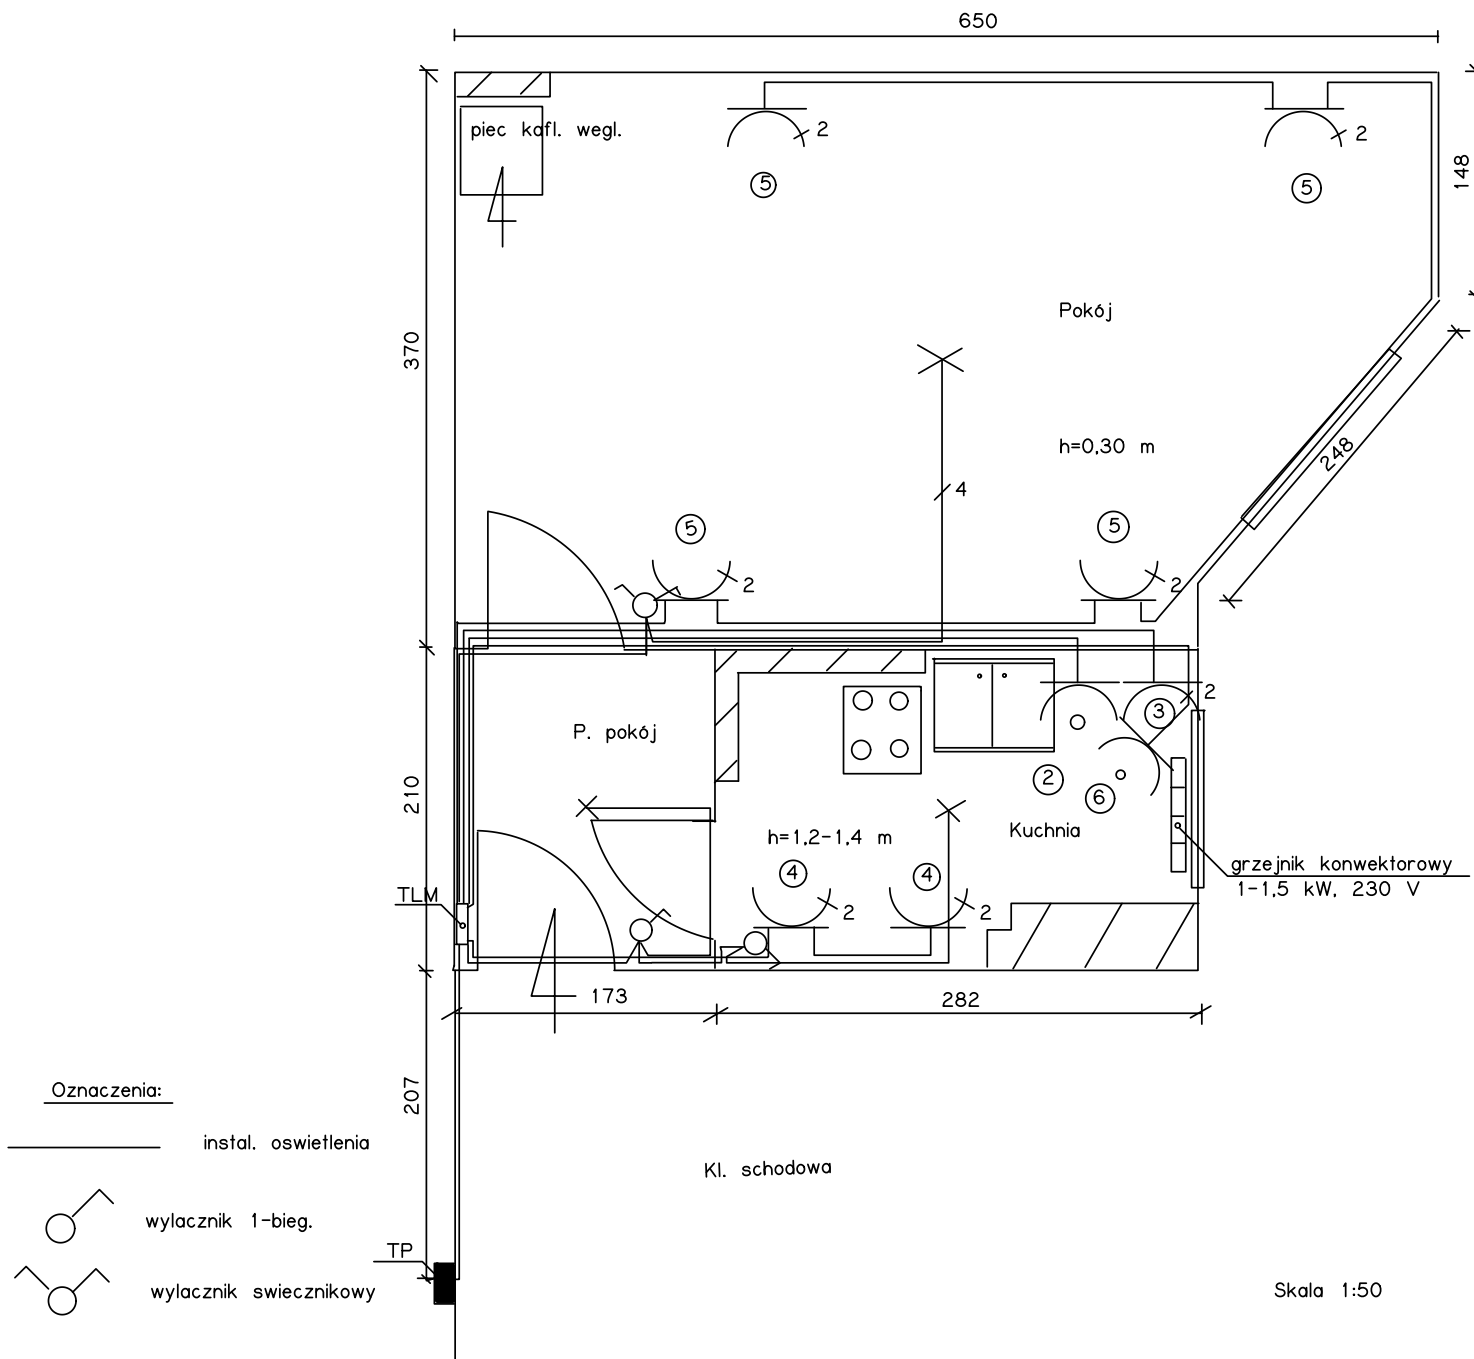 650
piec kafl. wegl.
2
2
5
5
148
370
Pokój
h=0,30 m
248
4
5
5
2
2
P. pokój
2
3
2
6
210
h=1,2-1,4 m
Kuchnia
4
4
grzejnik konwektorowy
1-1,5 kW, 230 V
TLM
2
2
173
282
207
Oznaczenia:
instal. oswietlenia
Kl. schodowa
wylacznik 1-bieg.
TP
wylacznik swiecznikowy
Skala 1:50